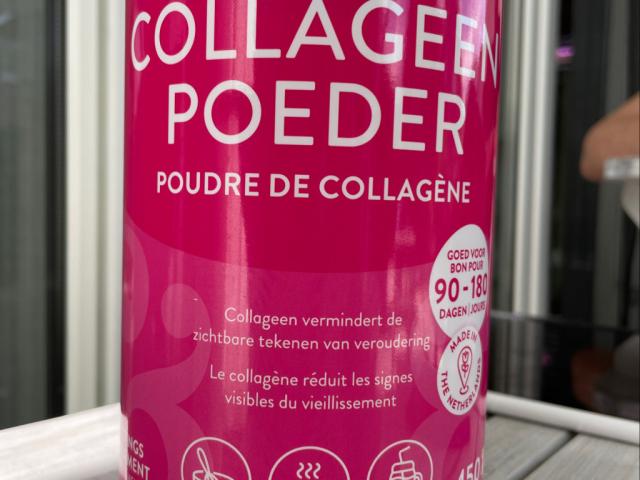 COLLAGEEN
POEDER
POUDRE DE COLLAGÈNE
GOED VOOR
BON POUR
90 - 180
DAGEN | JOURS
Collageen vermindert de
zichtbare tekenen van veroudering
Le collagène réduit les signes
visibles du vieillissement
MADE IN
THE NETHERLANDS